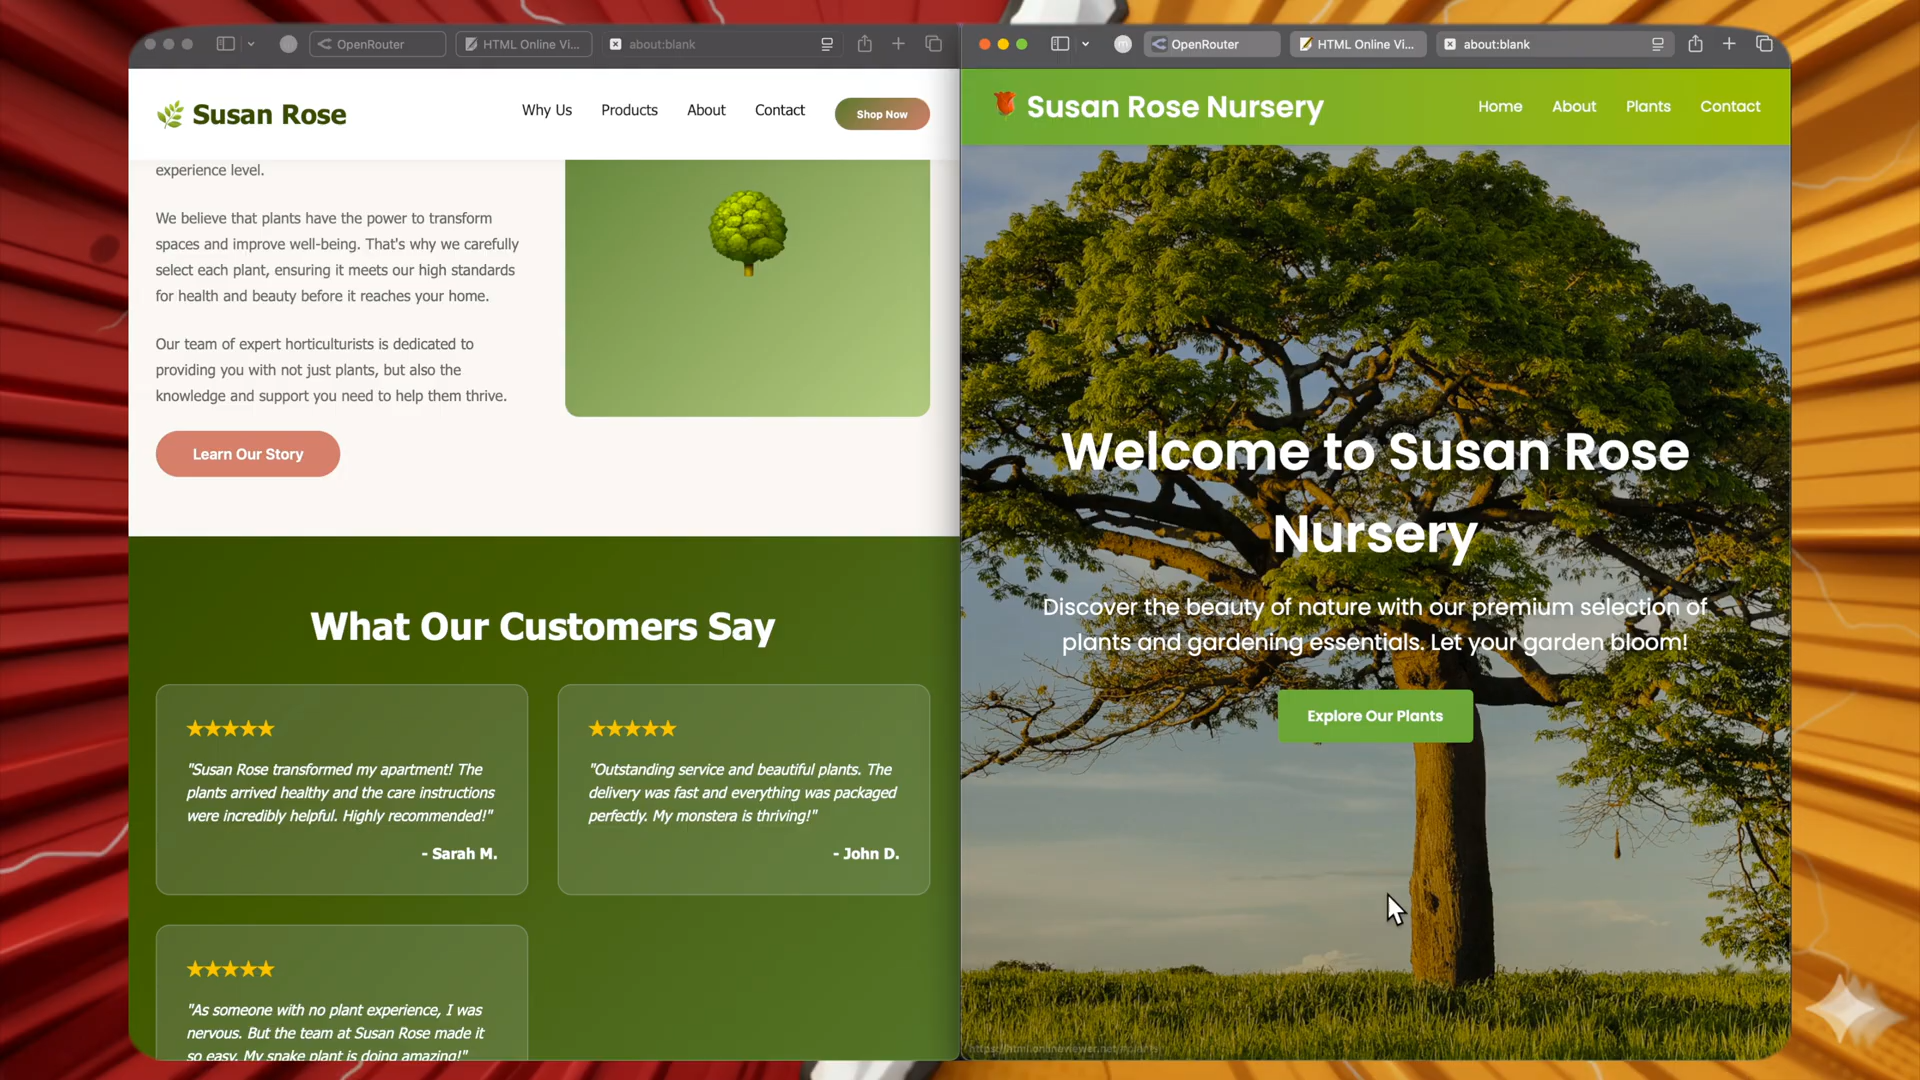 OpenRouter
HTML Online Vi...
about:blank
Susan Rose
Why Us
Products
About
Contact
Shop Now
experience level.
We believe that plants have the power to transform
spaces and improve well-being. That's why we carefully
select each plant, ensuring it meets our high standards
for health and beauty before it reaches your home.
Our team of expert horticulturists is dedicated to
providing you with not just plants, but also the
knowledge and support you need to help them thrive.
Learn Our Story
What Our Customers Say
★★★★★
"Susan Rose transformed my apartment! The
plants arrived healthy and the care instructions
were incredibly helpful. Highly recommended!"
- Sarah M.
★★★★★
"Outstanding service and beautiful plants. The
delivery was fast and everything was packaged
perfectly. My monstera is thriving!"
- John D.
★★★★★
"As someone with no plant experience, I was
nervous. But the team at Susan Rose made it
so easy. My snake plant is doing amazing!"
m
OpenRouter
HTML Online Vi...
about:blank
Susan Rose Nursery
Home
About
Plants
Contact
Welcome to Susan Rose
Nursery
Discover the beauty of nature with our premium selection of
plants and gardening essentials. Let your garden bloom!
Explore Our Plants